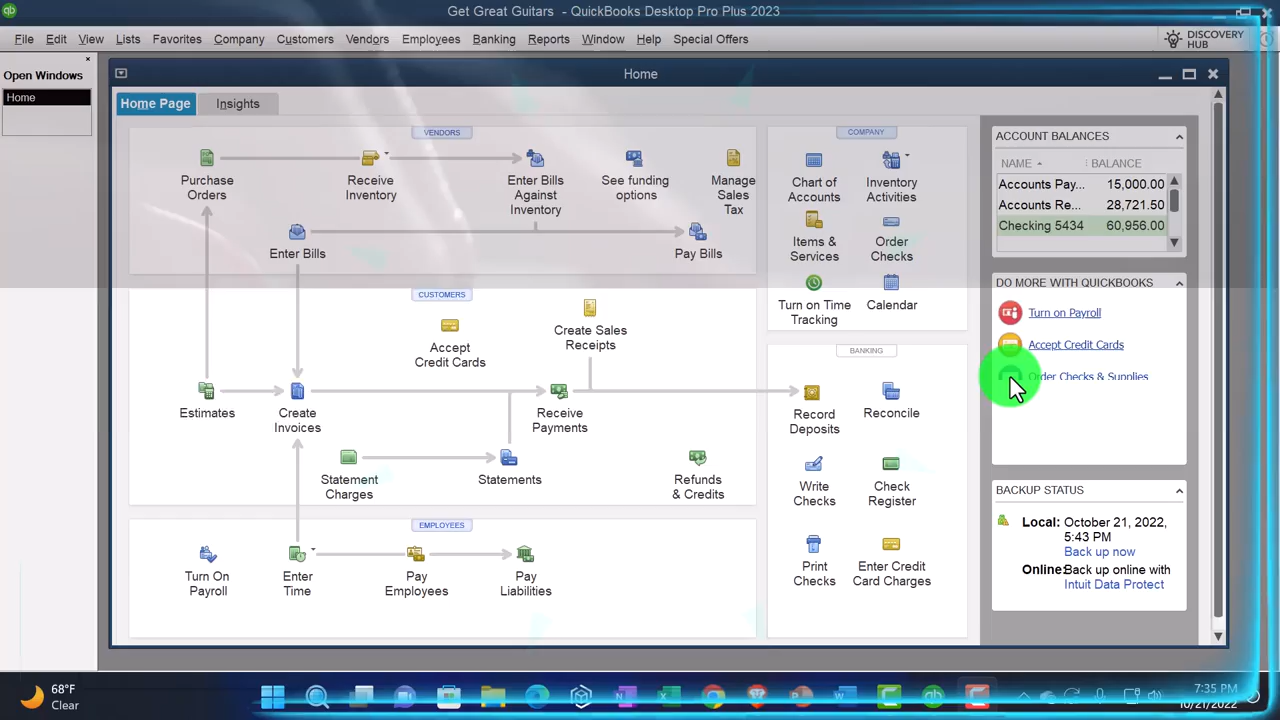 Get Great Guitars - QuickBooks Desktop Pro Plus 2023
File Edit View Lists Favorites Company Customers Vendors Employees Banking Reports Window Help Special Offers
DISCOVERY
HUB
Open Windows
Home
Home
Home Page
Insights
VENDORS
Purchase
Orders
Receive
Inventory
Enter Bills
Against
Inventory
See funding
options
Manage
Sales
Tax
Enter Bills
Pay Bills
CUSTOMERS
Accept
Credit Cards
Create Sales
Receipts
Estimates
Create
Invoices
Receive
Payments
Statement
Charges
Statements
Refunds
& Credits
EMPLOYEES
Turn On
Payroll
Enter
Time
Pay
Employees
Pay
Liabilities
COMPANY
Chart of
Accounts
Inventory
Activities
Items &
Services
Order
Checks
Turn on Time
Tracking
Calendar
BANKING
Record
Deposits
Reconcile
Write
Checks
Check
Register
Print
Checks
Enter Credit
Card Charges
ACCOUNT BALANCES
NAME BALANCE
Accounts Pay... 15,000.00
Accounts Re... 28,721.50
Checking 5434 60,956.00
DO MORE WITH QUICKBOOKS
Turn on Payroll
Accept Credit Cards
Order Checks & Supplies
BACKUP STATUS
Local: October 21, 2022,
5:43 PM
Back up now
Online: Back up online with
Intuit Data Protect
68°F
Clear
7:35 PM
10/21/2022